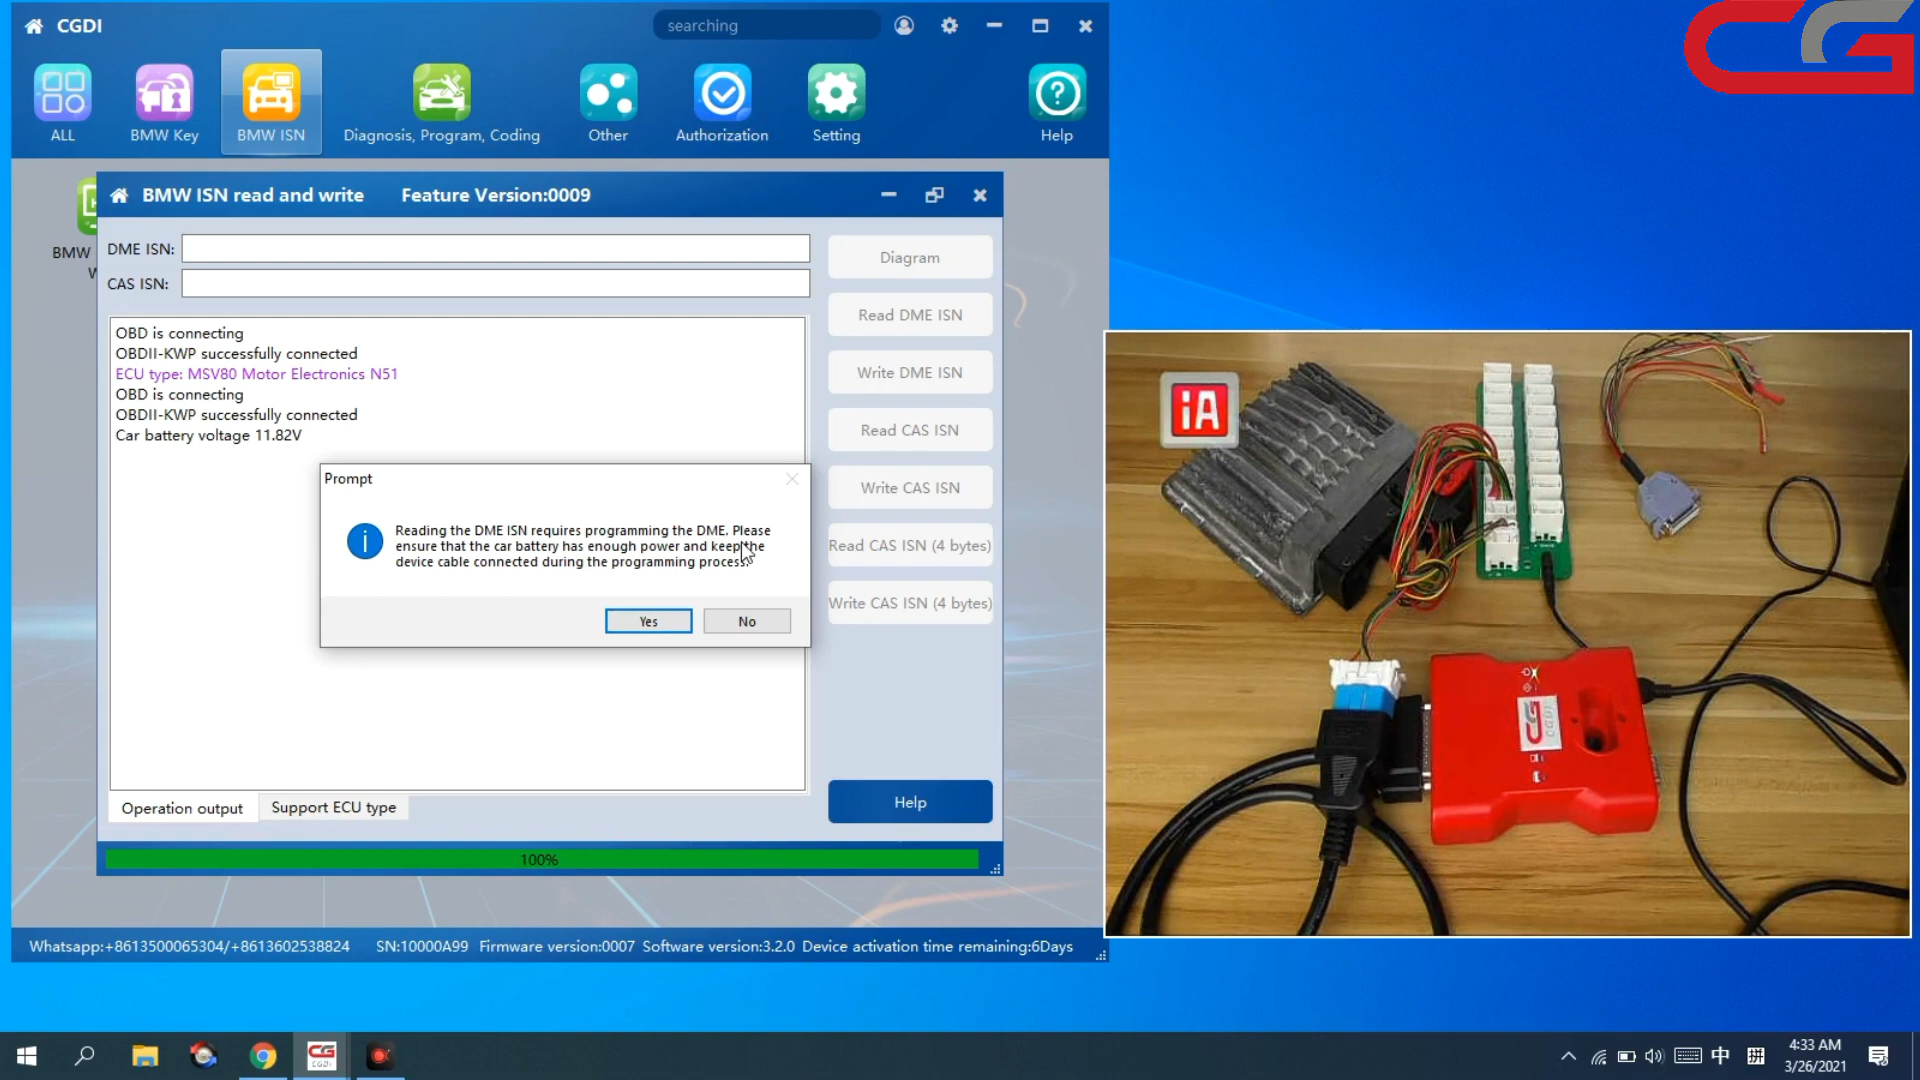 CGDI
searching
ALL
BMW Key
BMW ISN
Diagnosis, Program, Coding
Other
Authorization
Setting
Help
BMW
W
BMW ISN read and write
Feature Version:0009
DME ISN:
CAS ISN:
OBD is connecting
OBDII-KWP successfully connected
ECU type: MSV80 Motor Electronics N51
OBD is connecting
OBDII-KWP successfully connected
Car battery voltage 11.82V
Prompt
Reading the DME ISN requires programming the DME. Please
ensure that the car battery has enough power and keep the
device cable connected during the programming process.
Yes
No
Diagram
Read DME ISN
Write DME ISN
Read CAS ISN
Write CAS ISN
Read CAS ISN (4 bytes)
Write CAS ISN (4 bytes)
Help
Operation output
Support ECU type
100%
Whatsapp:+8613500065304/+8613602538824
SN:10000A99
Firmware version:0007
Software version:3.2.0
Device activation time remaining:6Days
CG
iA
CG
CGDI
CG
CGDI
中
拼
4:33 AM
3/26/2021